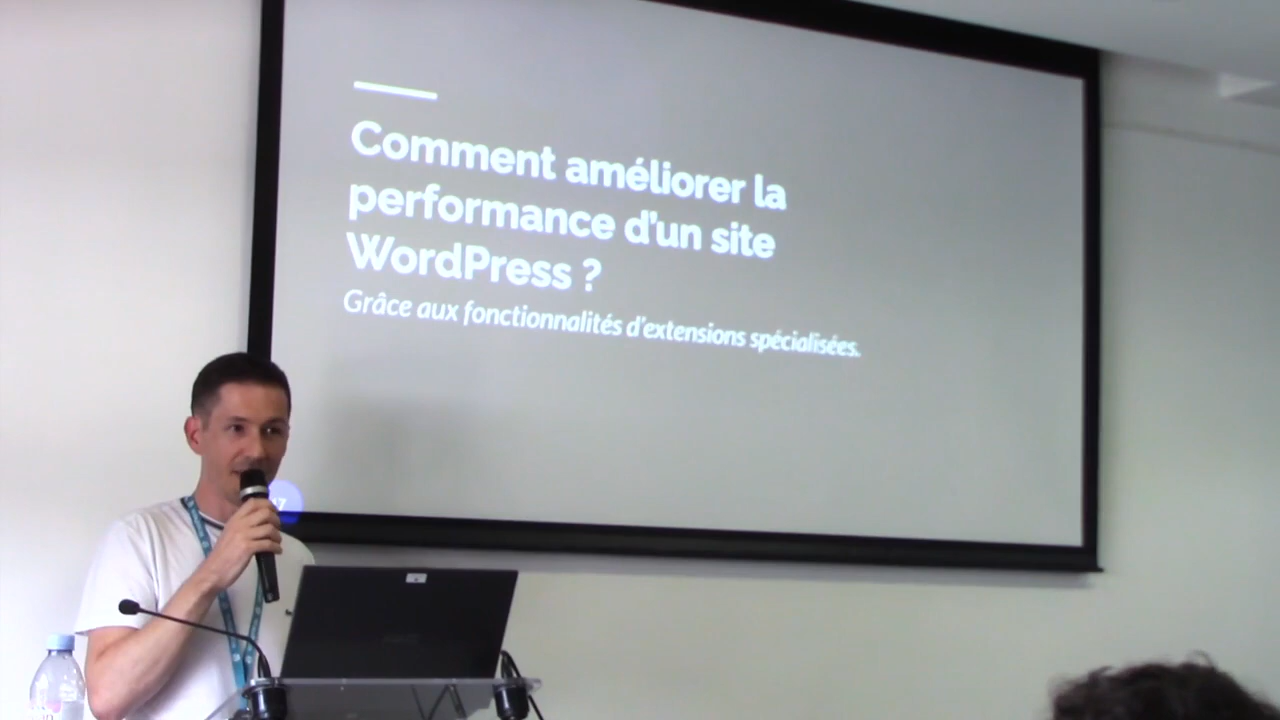 Comment améliorer la
performance d'un site
WordPress ?
Grâce aux fonctionnalités d'extensions spécialisées.